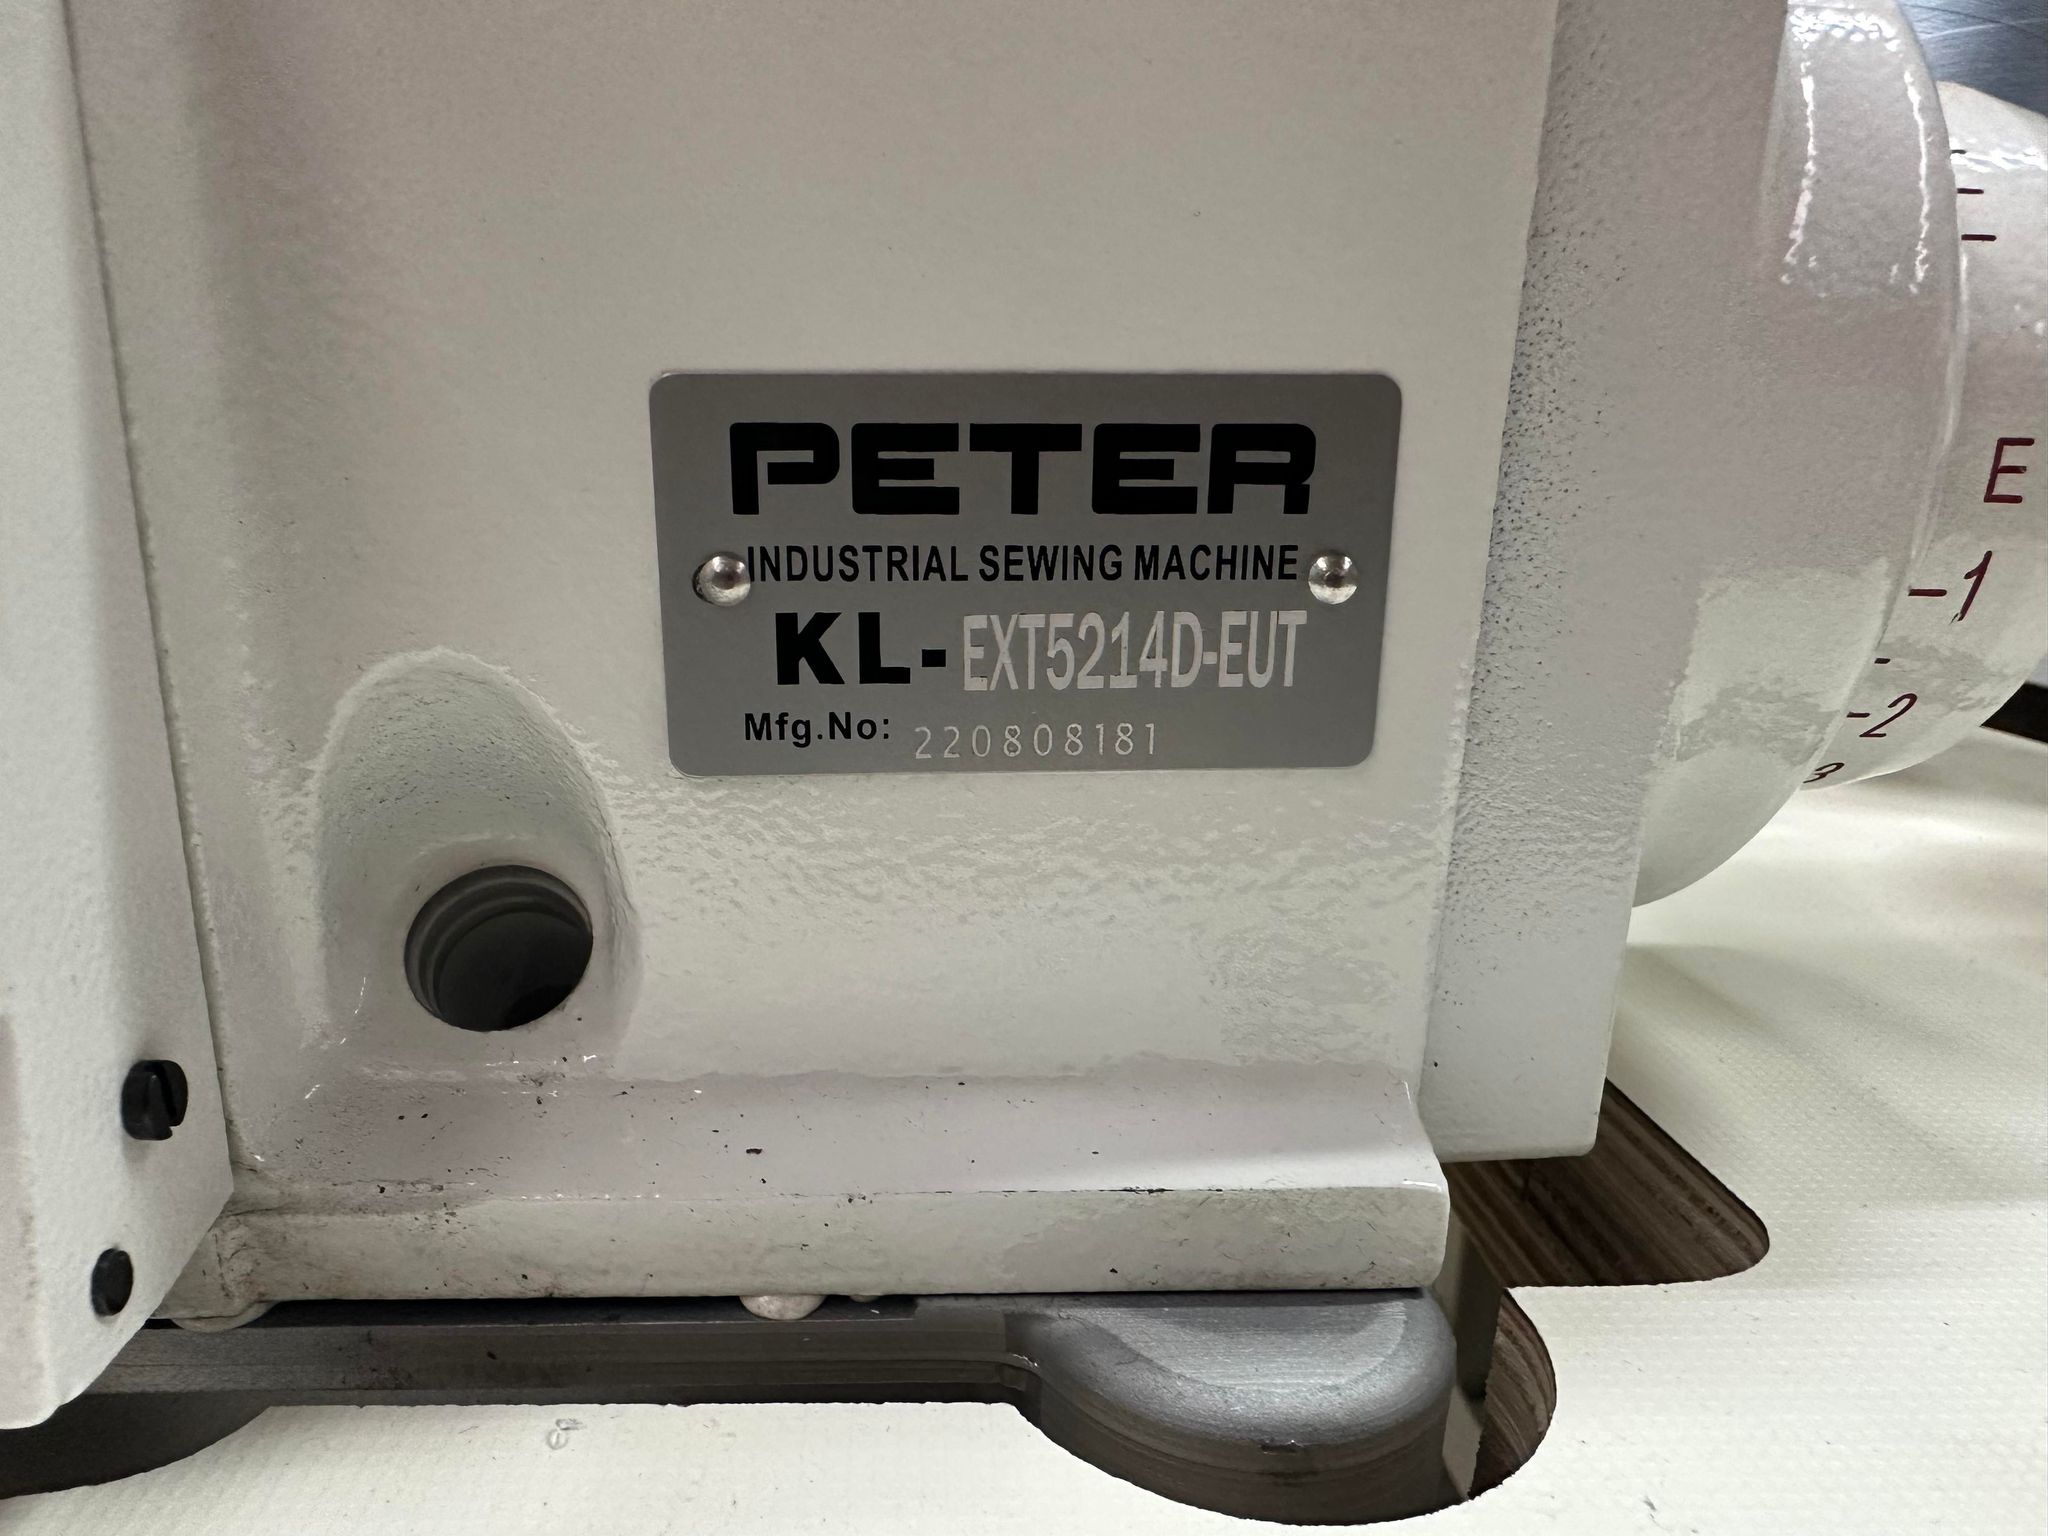 PETER
INDUSTRIAL SEWING MACHINE
KL-EXT5214D-EUT
Mfg.No: 220808181
E
-1
-2
3